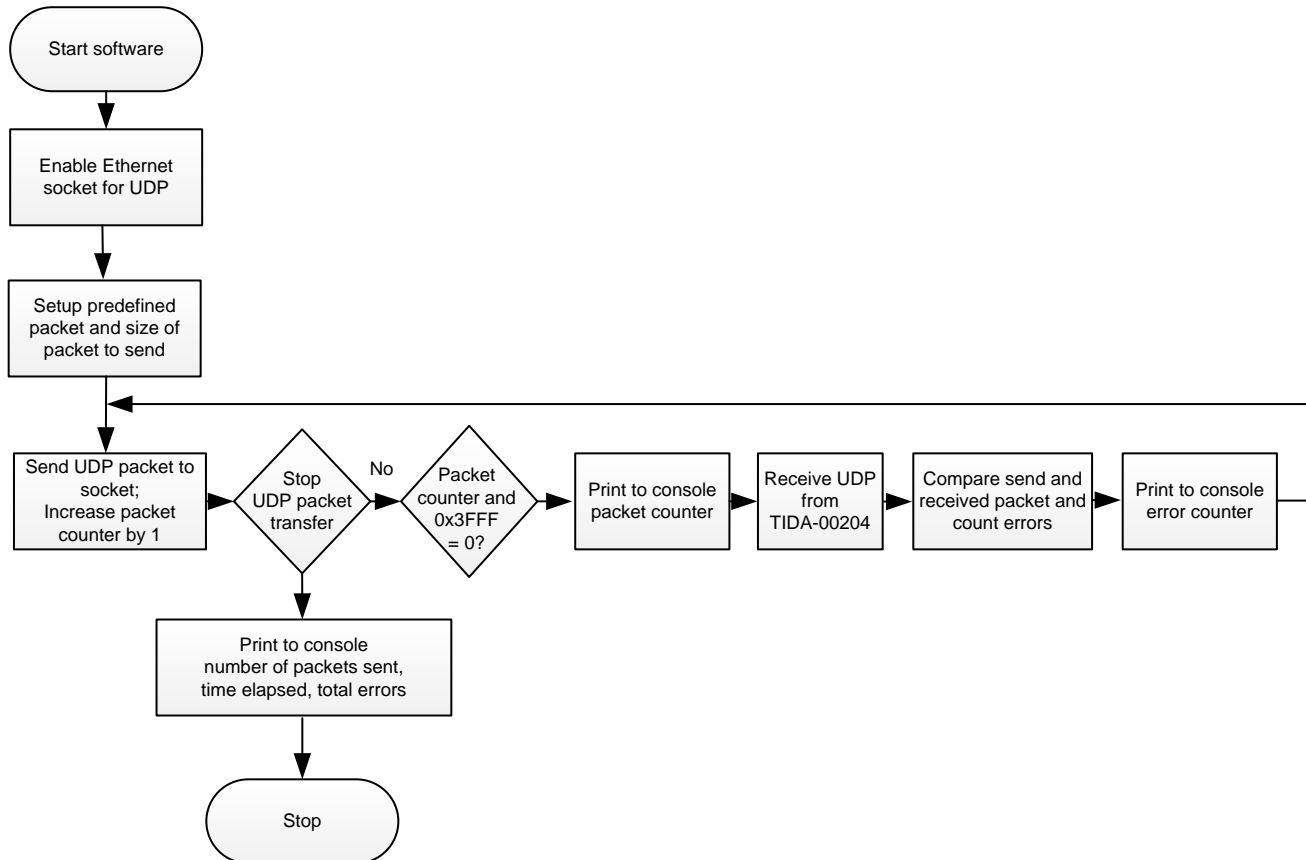 Start software
Enable Ethernet
socket for UDP
Setup predefined
packet and size of
packet to send
Send UDP packet to
socket;
Increase packet
counter by 1
Stop
UDP packet
transfer
No
Packet
counter and
0x3FFF
= 0?
Print to console
packet counter
Receive UDP
from
TIDA-00204
Compare send and
received packet and
count errors
Print to console
error counter
Print to console
number of packets sent,
time elapsed, total errors
Stop